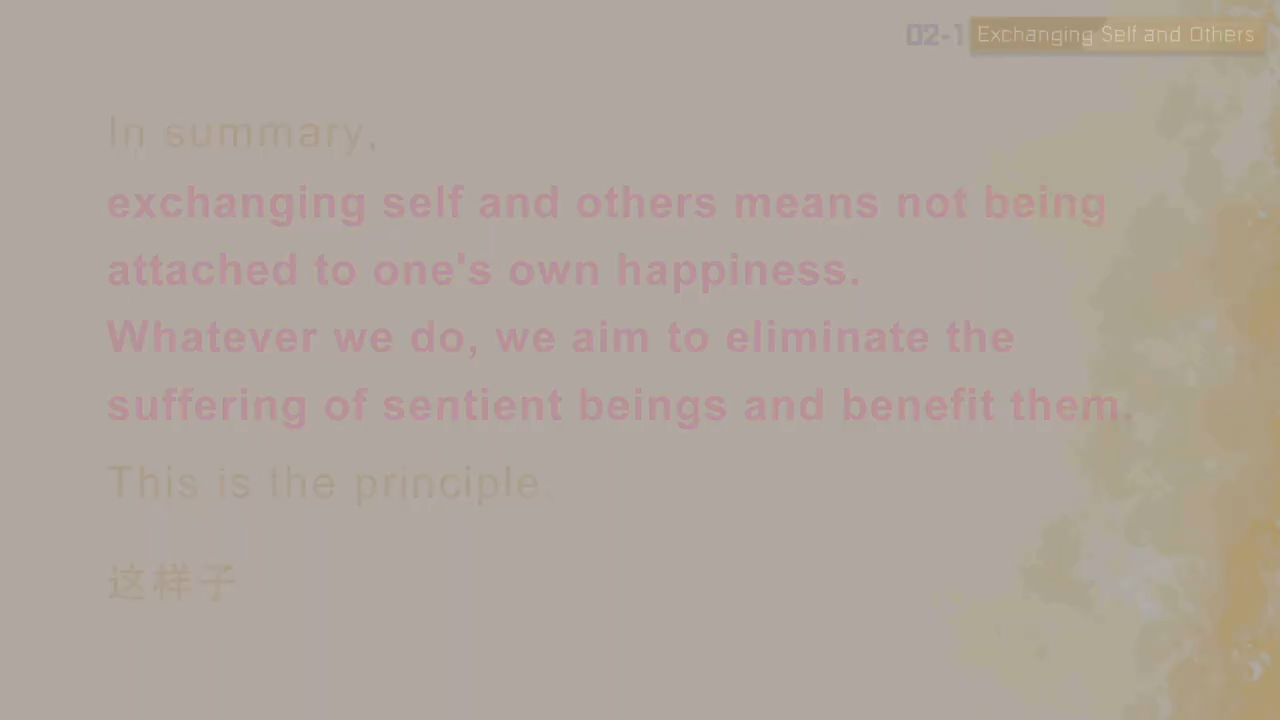 02-1 Exchanging Self and Others
In summary,
exchanging self and others means not being
attached to one's own happiness.
Whatever we do, we aim to eliminate the
suffering of sentient beings and benefit them.
This is the principle.
这样子